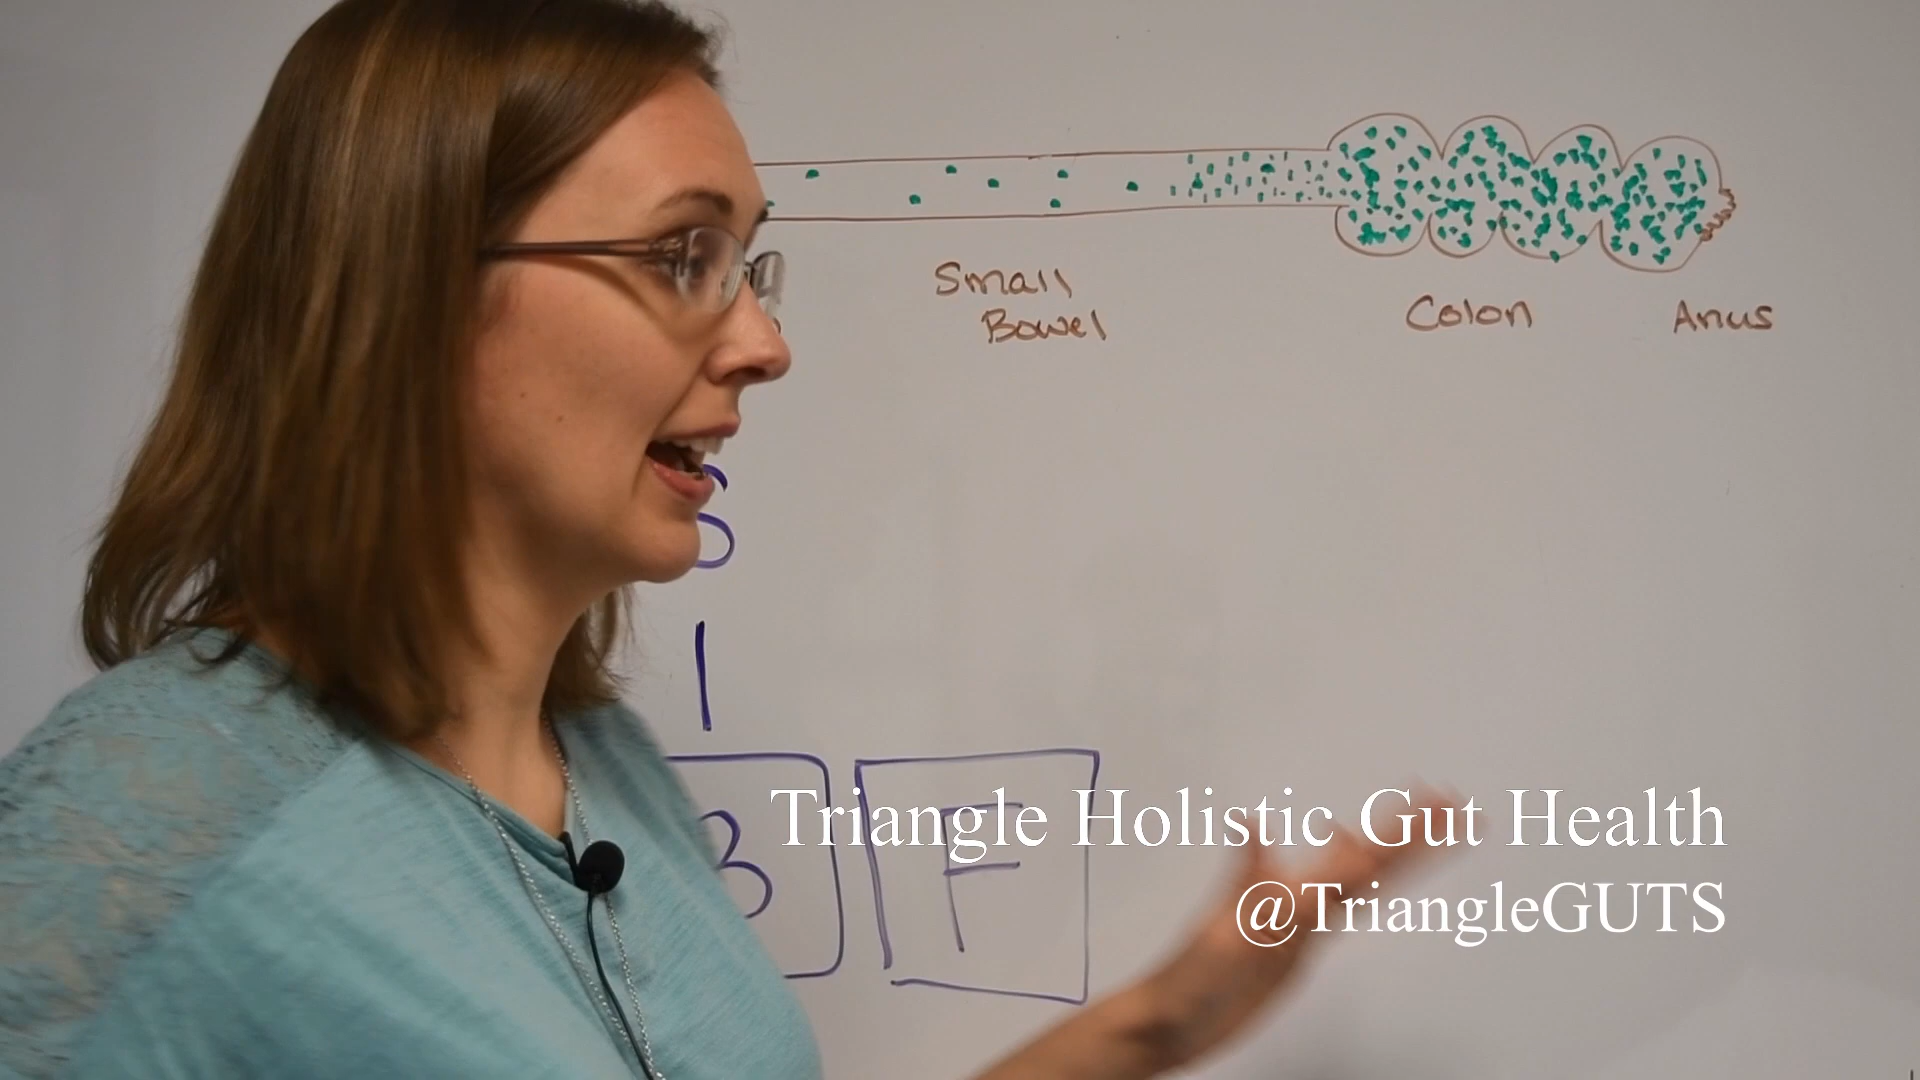 Small
Bowel
Colon
Anus
S
I
B
F
Triangle Holistic Gut Health
@TriangleGUTS